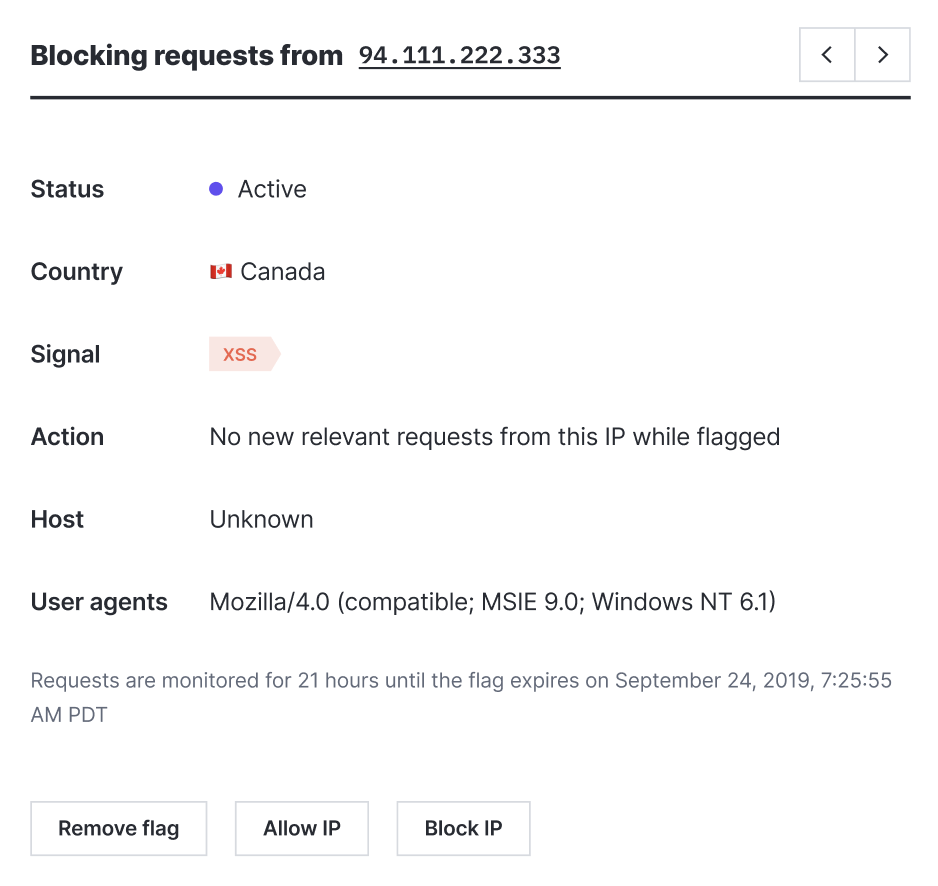 Blocking requests from 94.111.222.333
Status Active
Country Canada
Signal XSS
Action No new relevant requests from this IP while flagged
Host Unknown
User agents Mozilla/4.0 (compatible; MSIE 9.0; Windows NT 6.1)
Requests are monitored for 21 hours until the flag expires on September 24, 2019, 7:25:55
AM PDT
Remove flag Allow IP Block IP